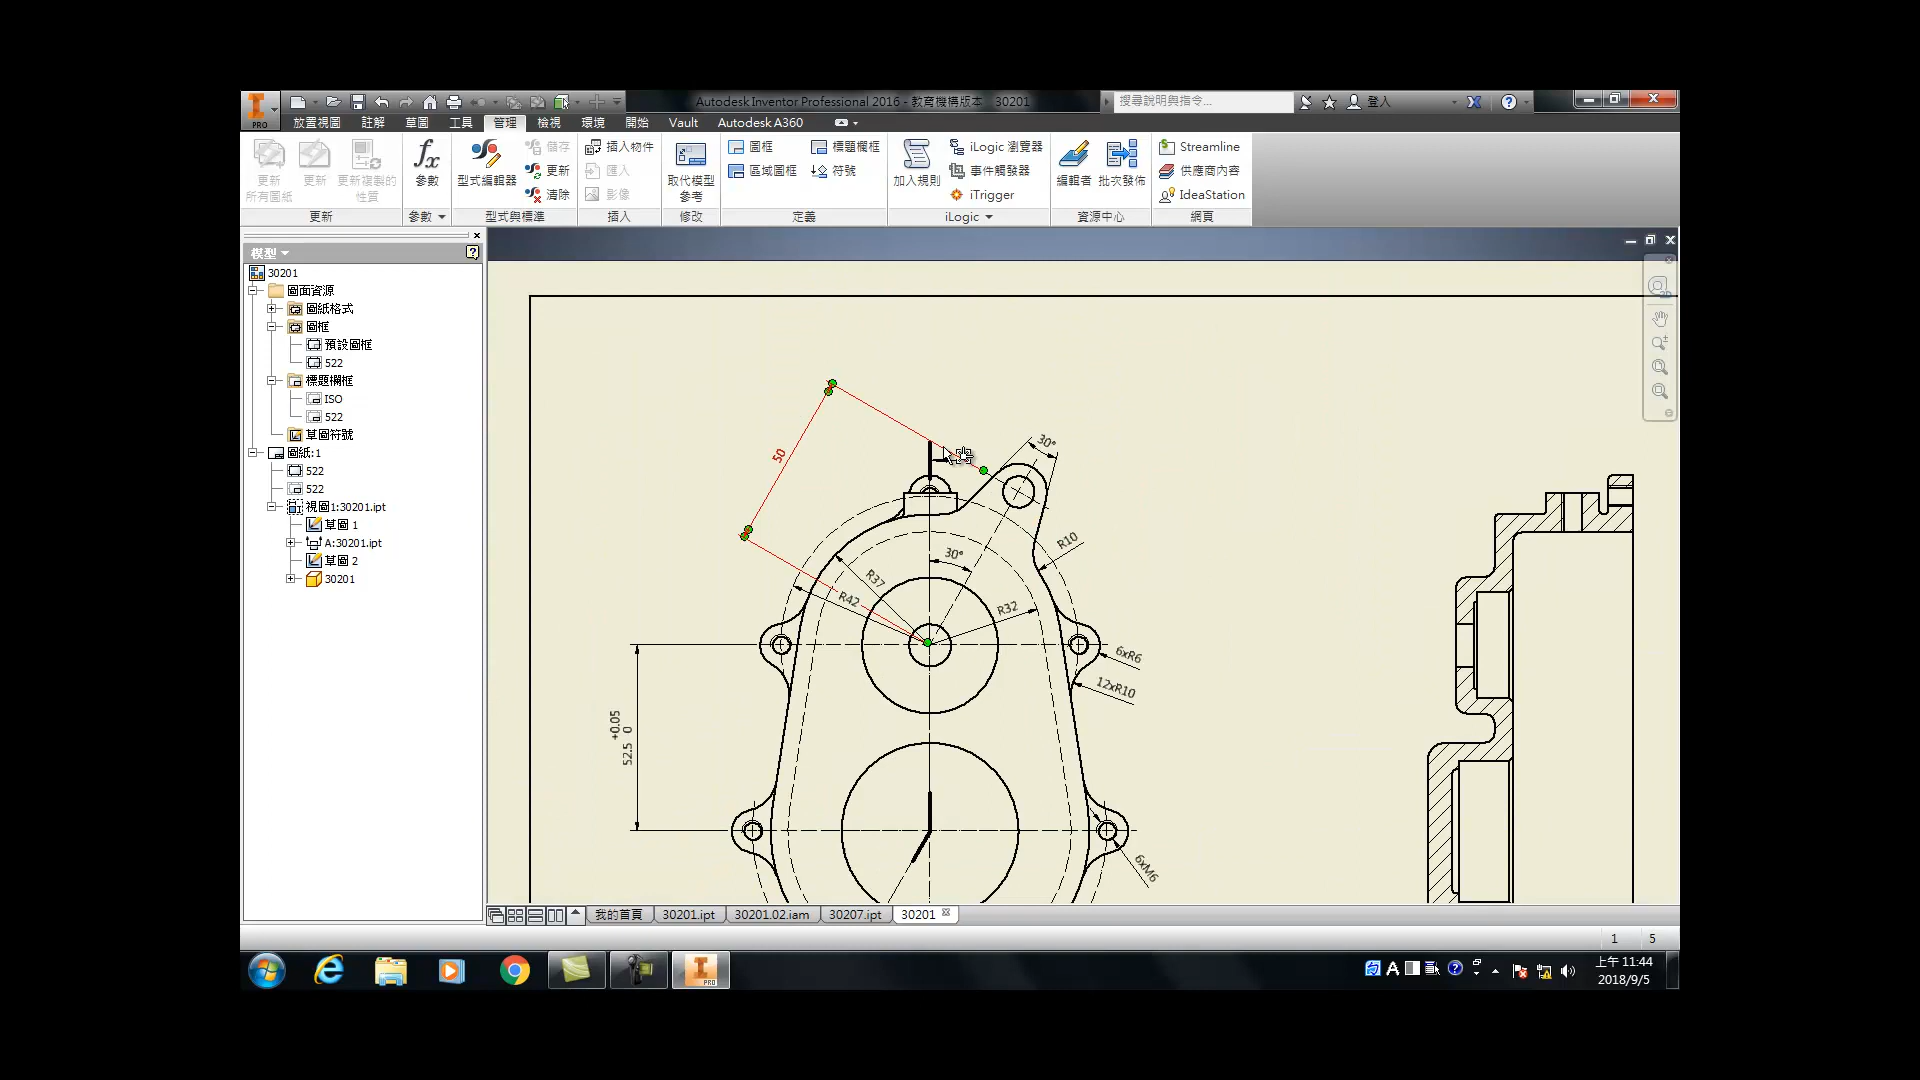 Autodesk Inventor Professional 2016 - 教育機構版本 30201
搜尋說明與指令...
登入
PRO
放置視圖 註解 草圖 工具 管理 檢視 環境 開始 Vault Autodesk A360
更新
所有圖紙
更新
更新複製的
性質
更新
fx
參數
參數
型式編輯器
儲存
更新
清除
型式與標準
插入物件
匯入
影像
插入
取代模型
參考
修改
圖框
區域圖框
標題欄框
符號
定義
加入規則
iLogic 瀏覽器
事件觸發器
iTrigger
iLogic
編輯者
批次發佈
資源中心
Streamline
供應商內容
IdeaStation
網頁
模型
30201
圖面資源
圖紙格式
圖框
預設圖框
522
標題欄框
ISO
522
草圖符號
圖紙:1
522
522
視圖1:30201.ipt
草圖 1
A:30201.ipt
草圖 2
30201
50
30°
R10
30°
R37
R42
R32
6xR6
12xR10
+0.05
52.5 0
6xM6
我的首頁 30201.ipt 30201.02.iam 30207.ipt 30201
1 5
PRO
A
上午 11:44
2018/9/5